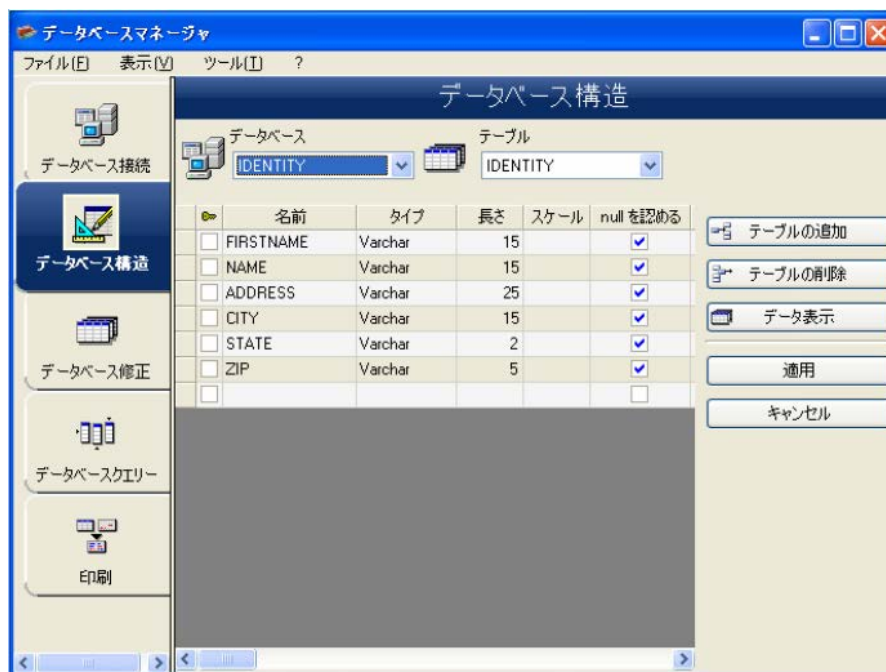 データベースマネージャ
ファイル(F) 表示(V) ツール(T) ?
データベース接続
データベース構造
データベース修正
データベースクエリー
印刷
データベース構造
データベース
IDENTITY
テーブル
IDENTITY
名前 タイプ 長さ スケール null を認める
FIRSTNAME Varchar 15
NAME Varchar 15
ADDRESS Varchar 25
CITY Varchar 15
STATE Varchar 2
ZIP Varchar 5
テーブルの追加
テーブルの削除
データ表示
適用
キャンセル